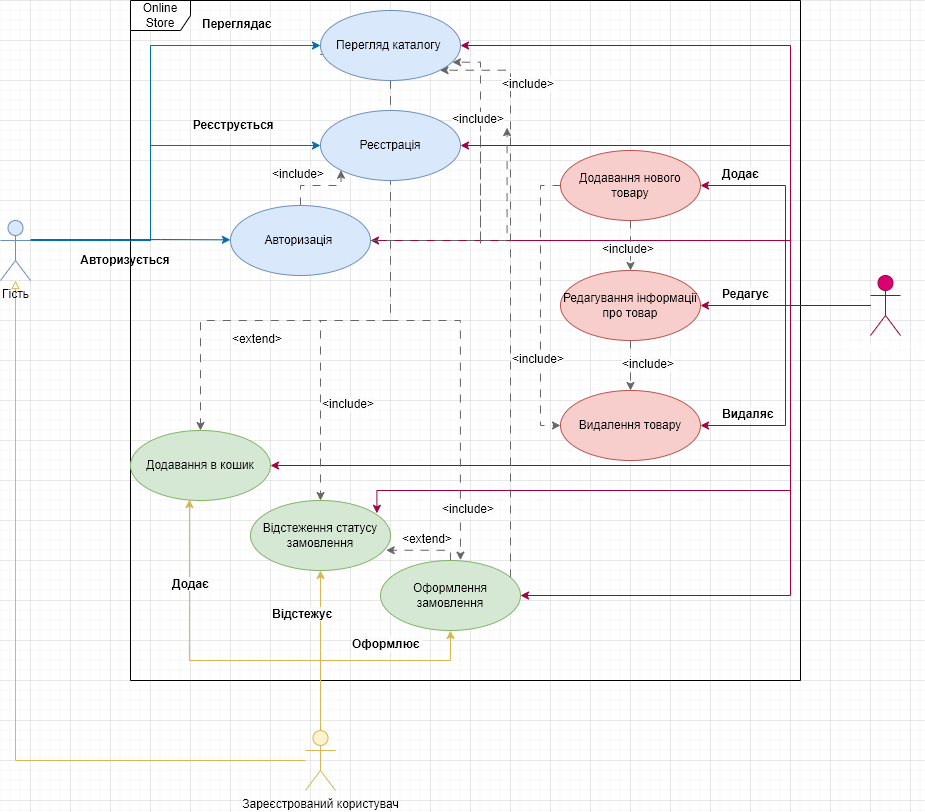 Online
Store
Переглядає
Перегляд каталогу
<include>
<include>
Реєструється
Реєстрація
<include>
Додавання нового
товару
Додає
Авторизація
Авторизується
<include>
Гість
Редагування інформації
про товар
Редагує
<extend>
<include>
<include>
<include>
Видалення товару
Видаляє
Додавання в кошик
<include>
Відстеження статусу
замовлення
<extend>
Додає
Оформлення
замовлення
Відстежує
Оформлює
Зареєстрований користувач